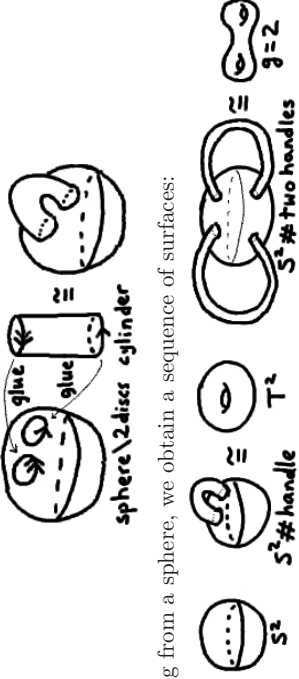 glue
glue
sphere\2discs cylinder
≅
g from a sphere, we obtain a sequence of surfaces:
S² S²#handle ≅ T² S²#two handles ≅ g=2